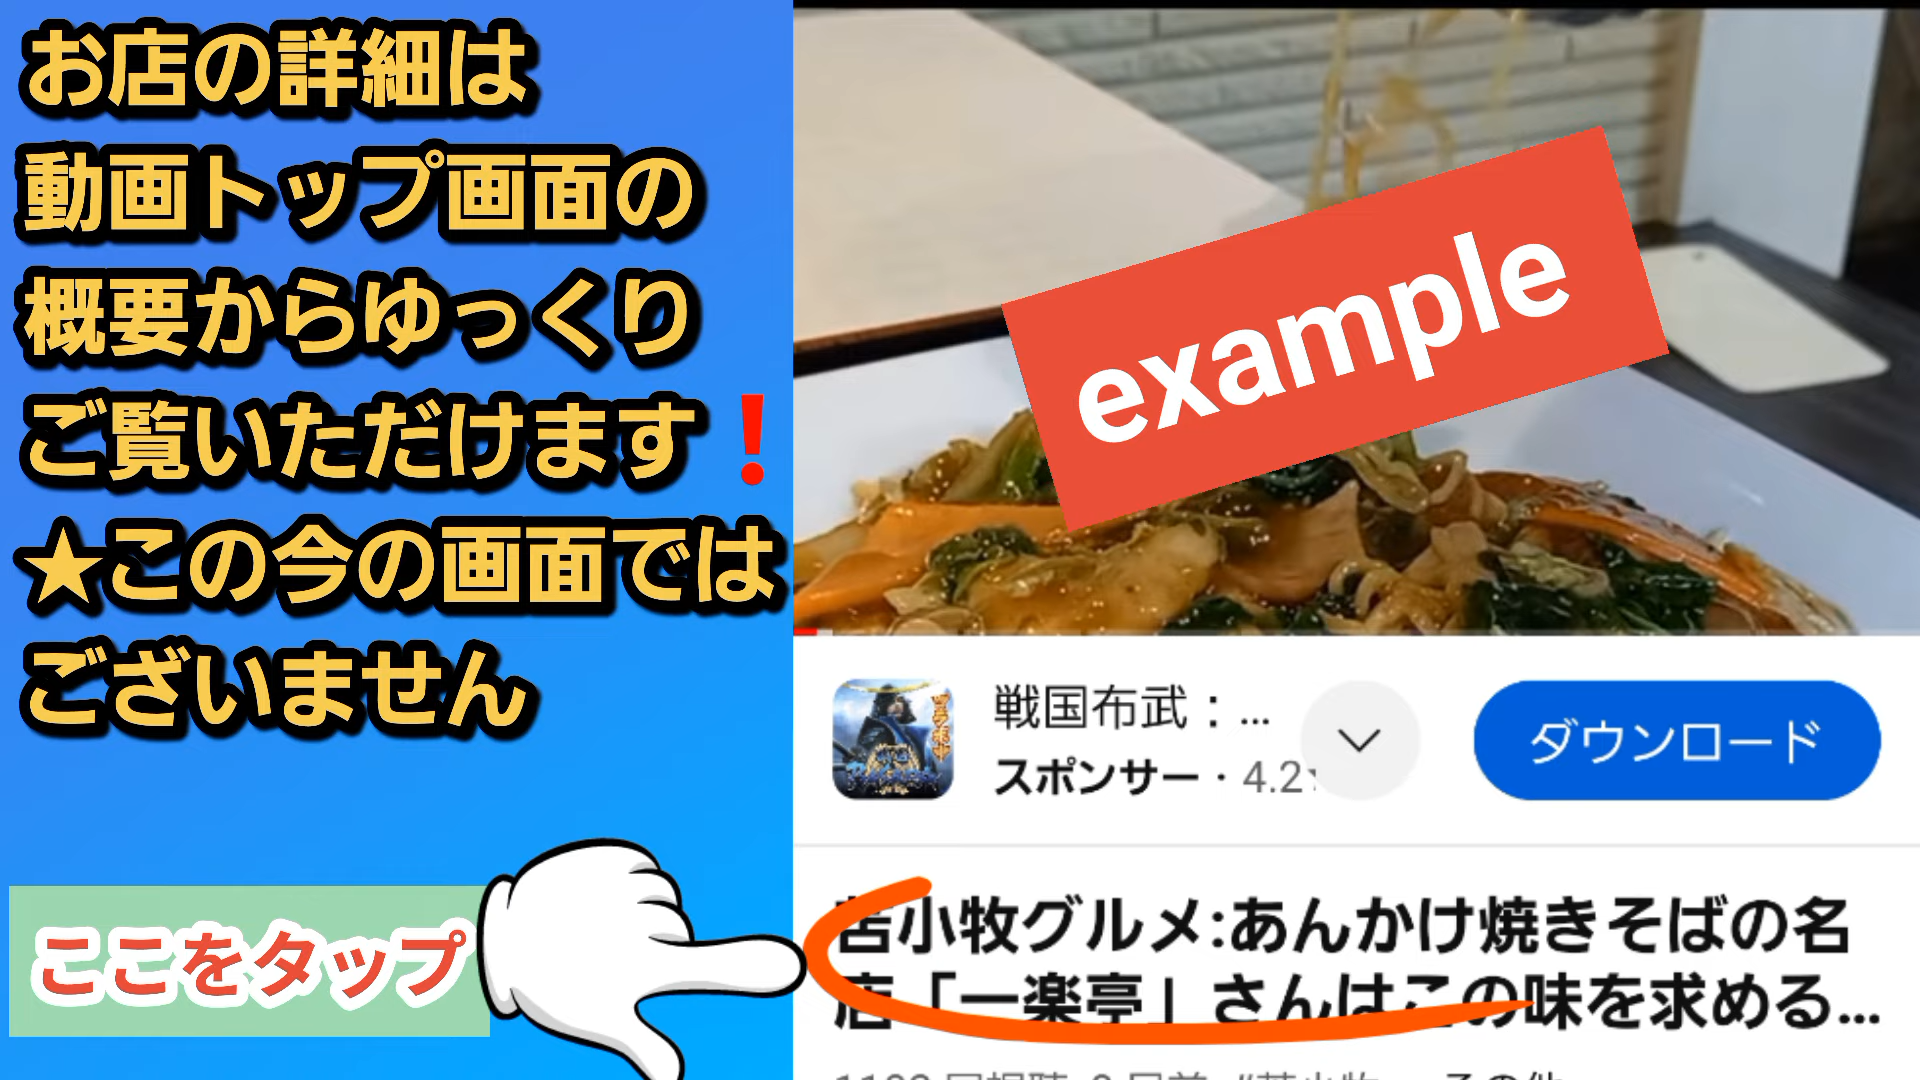 お店の詳細は
動画トップ画面の
概要からゆっくり
ご覧いただけます❗
★この今の画面では
ございません
ここをタップ
example
戦国布武：...
スポンサー・4.2
ダウンロード
苫小牧グルメ:あんかけ焼きそばの名
店「一楽亭」さんはこの味を求める...